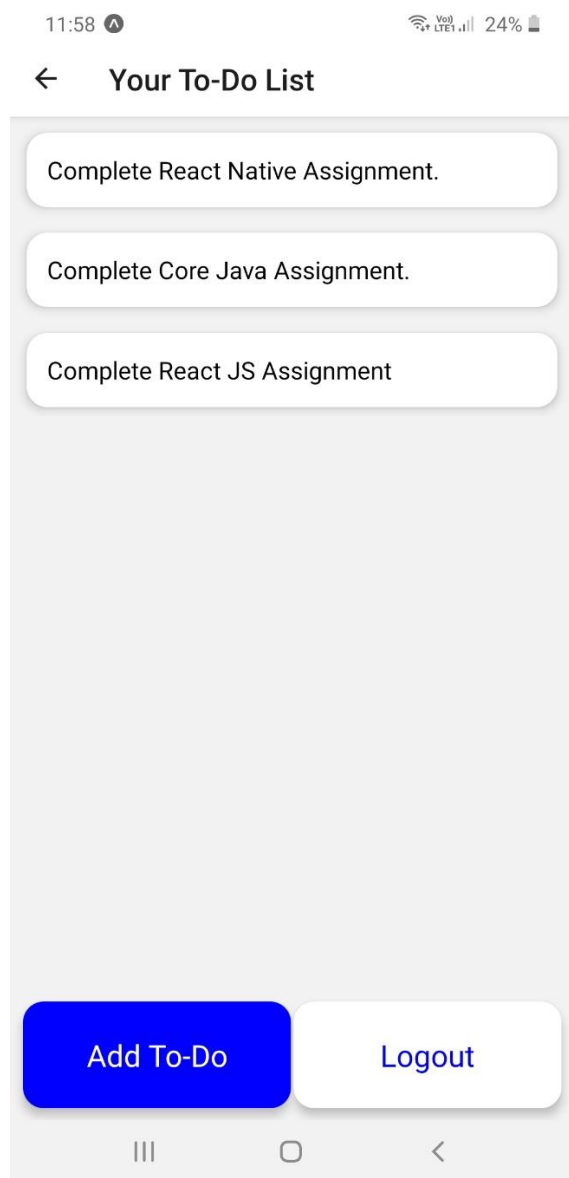 11:58 24%
Your To-Do List
Complete React Native Assignment.
Complete Core Java Assignment.
Complete React JS Assignment
Add To-Do Logout